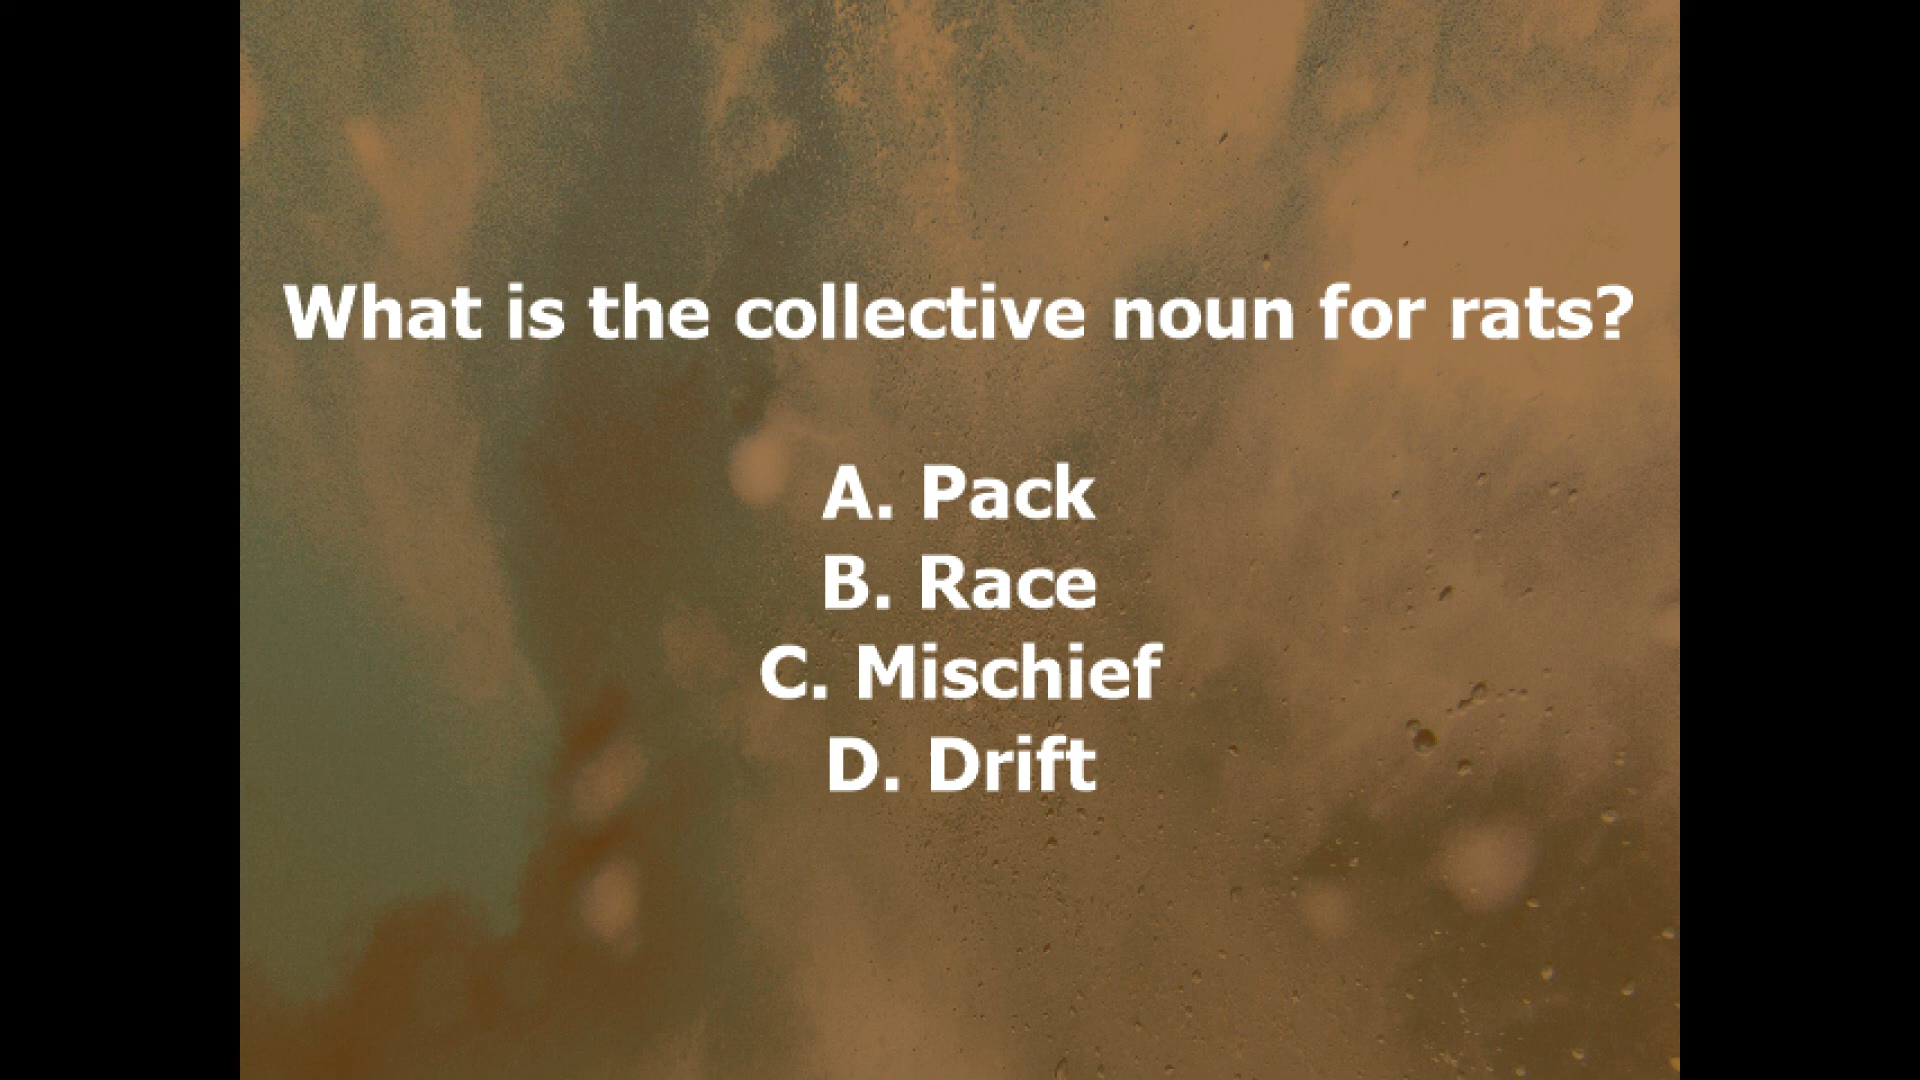 What is the collective noun for rats?
A. Pack
B. Race
C. Mischief
D. Drift